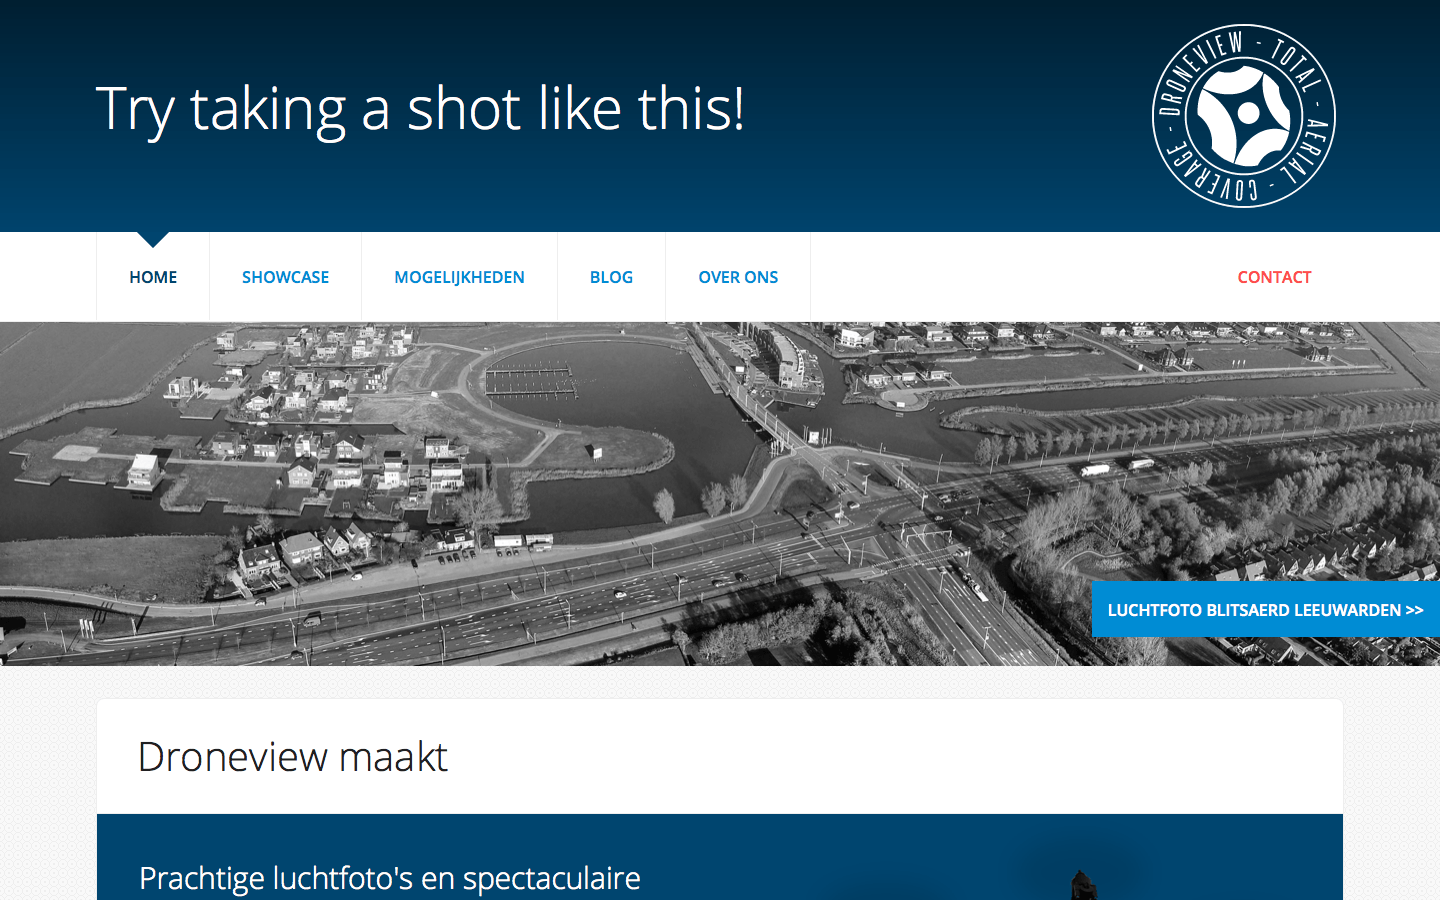 Try taking a shot like this!
DRONEVIEW - TOTAL - AERIAL - COVERAGE -
HOME
SHOWCASE
MOGELIJKHEDEN
BLOG
OVER ONS
CONTACT
LUCHTFOTO BLITSAERD LEEUWARDEN >>
Droneview maakt
Prachtige luchtfoto's en spectaculaire